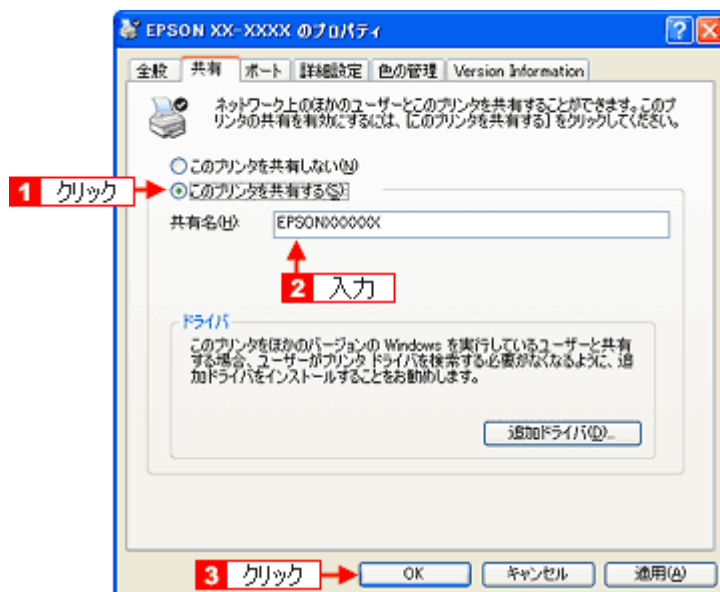 EPSON XX-XXXX のプロパティ
全般 共有 ポート 詳細設定 色の管理 Version Information
ネットワーク上のほかのユーザーとこのプリンタを共有することができます。このプ
リンタの共有を有効にするには、[このプリンタを共有する] をクリックしてください。
このプリンタを共有しない(N)
1 クリック このプリンタを共有する(S)
共有名(H): EPSONXXXXXX
2 入力
ドライバ
このプリンタをほかのバージョンの Windows を実行しているユーザーと共有
する場合、ユーザーがプリンタ ドライバを検索する必要がなくなるように、追
加ドライバをインストールすることをお勧めします。
追加ドライバ(D)...
3 クリック OK キャンセル 適用(A)